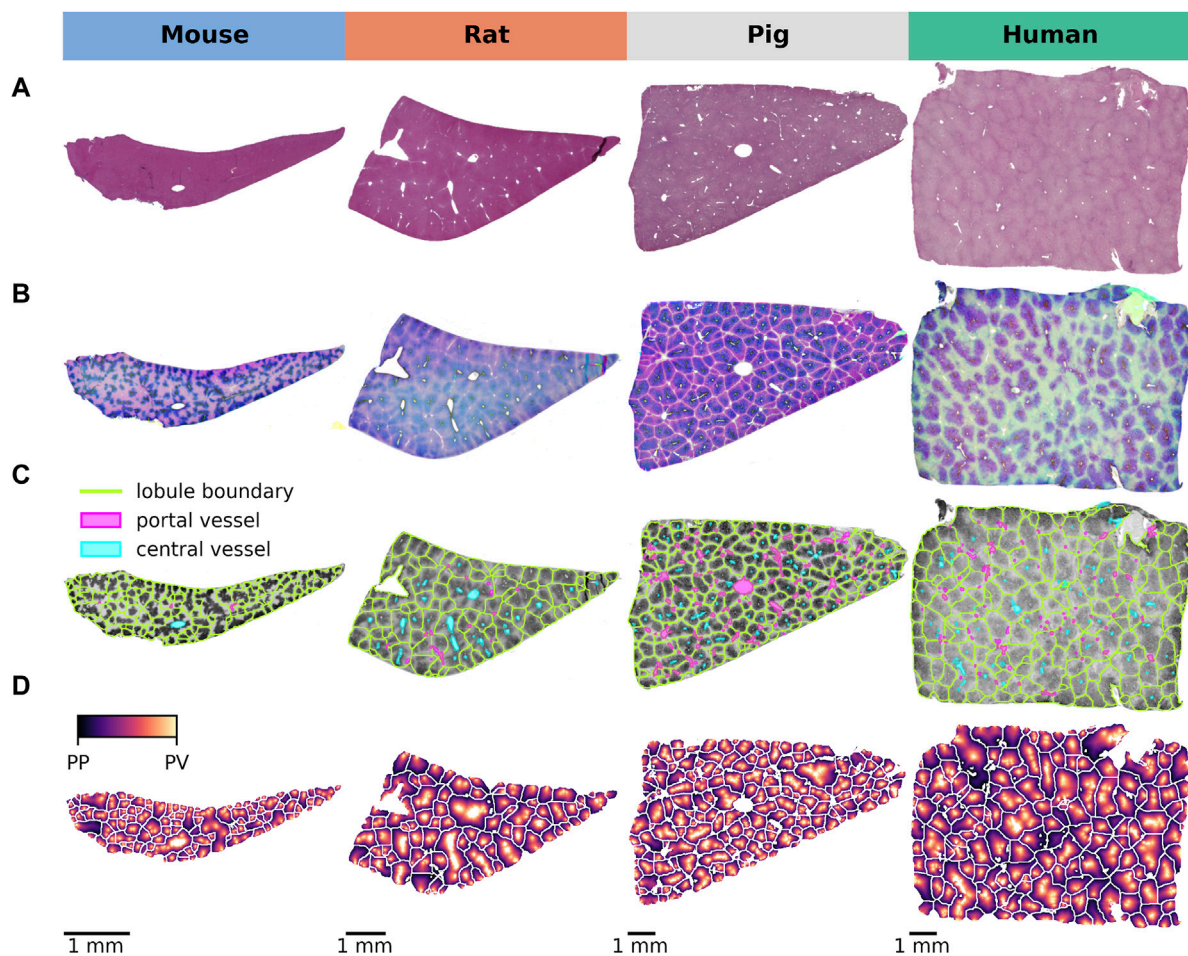 Mouse Rat Pig Human
A
B
C
lobule boundary
portal vessel
central vessel
D
PP PV
1 mm 1 mm 1 mm 1 mm